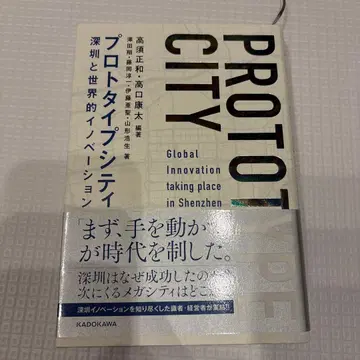 PROTOTYPE
CITY
Global
Innovation
taking place
in Shenzhen
高須正和・高口康太 編著
澤田翔・藤岡淳一・伊藤亜聖・山形浩生 著
プロトタイプシティ
深圳と世界的イノベーション
「まず、手を動かす」
が時代を制した。
深圳はなぜ成功したのか
次にくるメガシティはどこ
深圳イノベーションを知り尽くした識者・経営者が
KADOKAWA